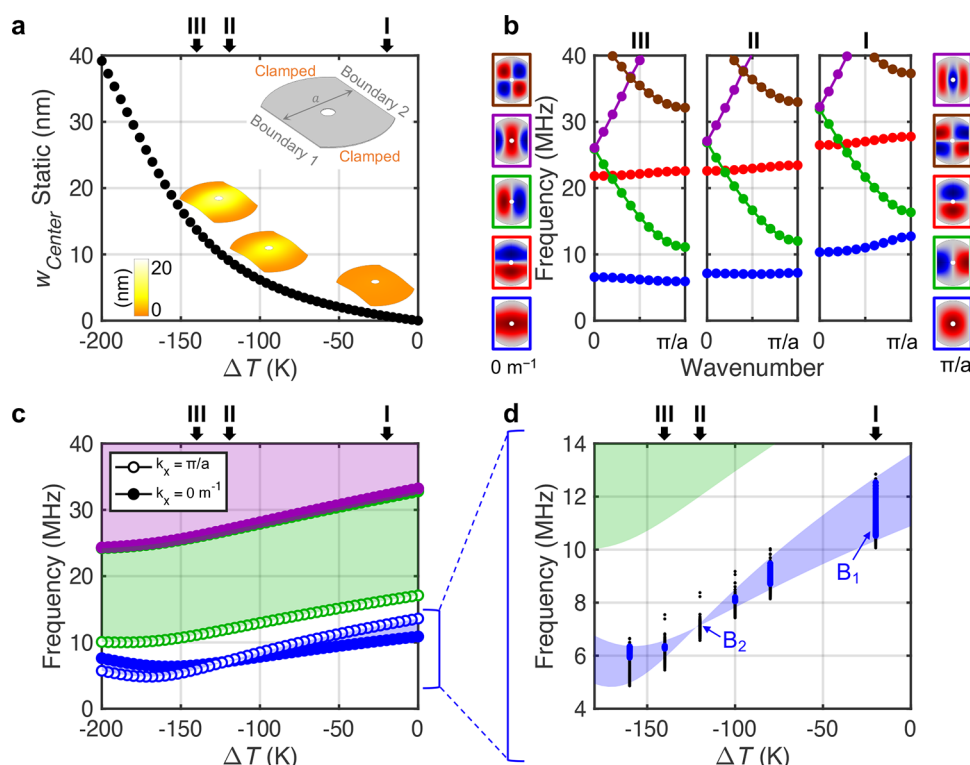 a
III II I
w_Center Static (nm)
40
30
20
10
0
-200 -150 -100 -50 0
ΔT (K)
Clamped
Boundary 2
a
Boundary 1
Clamped
20
0
(nm)
b
III II I
Frequency (MHz)
40
30
20
10
0
0 π/a 0 π/a 0 π/a
Wavenumber
0 m⁻¹
π/a
c
III II I
Frequency (MHz)
40
30
20
10
0
kₓ = π/a
kₓ = 0 m⁻¹
-200 -150 -100 -50 0
ΔT (K)
d
III II I
Frequency (MHz)
14
12
10
8
6
4
B₁
B₂
-150 -100 -50 0
ΔT (K)